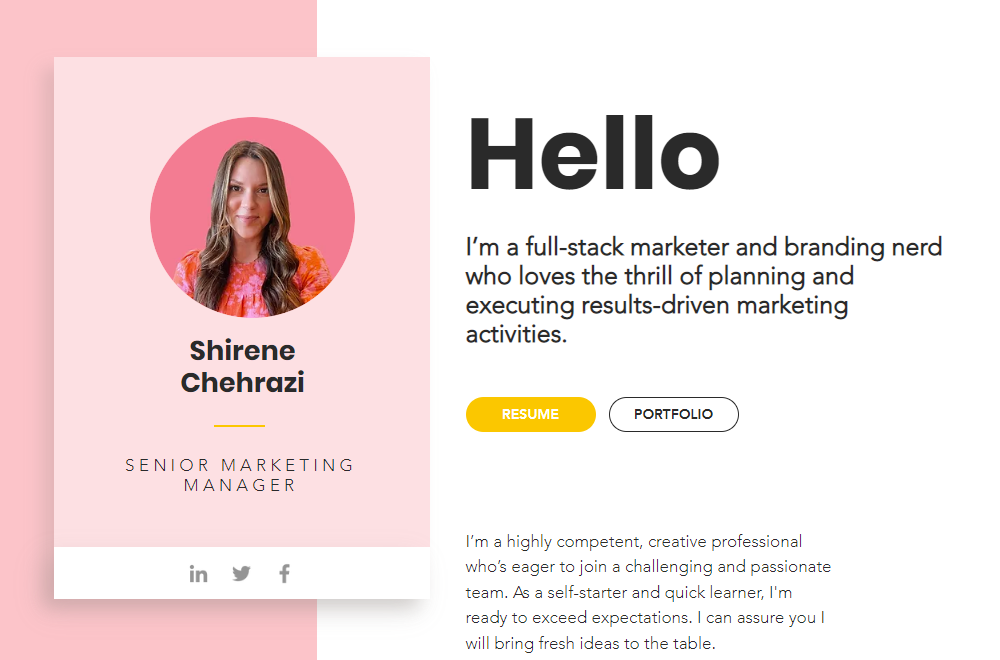 Shirene
Chehrazi
SENIOR MARKETING
MANAGER
Hello
I’m a full-stack marketer and branding nerd
who loves the thrill of planning and
executing results-driven marketing
activities.
RESUME
PORTFOLIO
I’m a highly competent, creative professional
who’s eager to join a challenging and passionate
team. As a self-starter and quick learner, I'm
ready to exceed expectations. I can assure you I
will bring fresh ideas to the table.